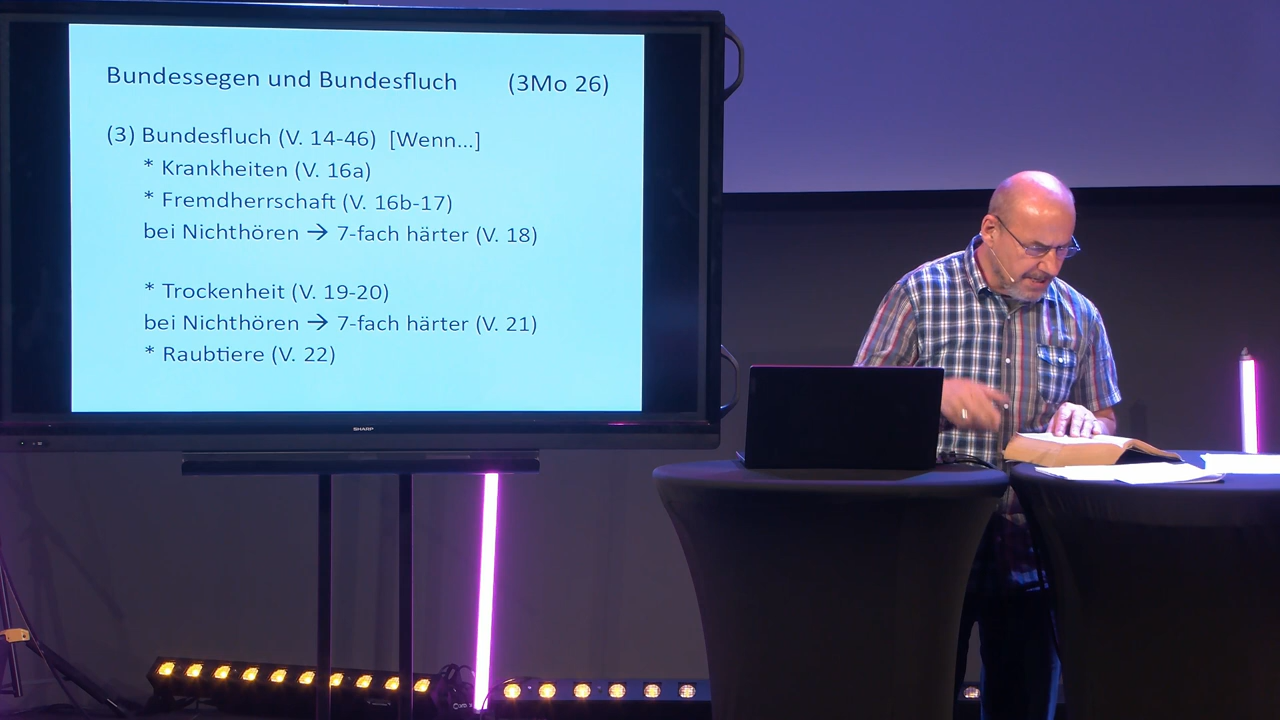 Bundessegen und Bundesfluch (3Mo 26)
(3) Bundesfluch (V. 14-46) [Wenn...]
* Krankheiten (V. 16a)
* Fremdherrschaft (V. 16b-17)
bei Nichthören → 7-fach härter (V. 18)
* Trockenheit (V. 19-20)
bei Nichthören → 7-fach härter (V. 21)
* Raubtiere (V. 22)
SHARP